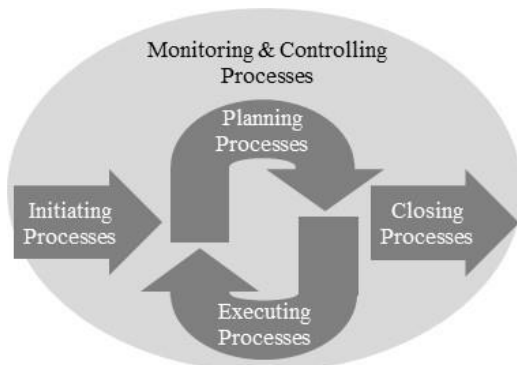 Monitoring & Controlling
Processes
Planning
Processes
Initiating
Processes
Closing
Processes
Executing
Processes